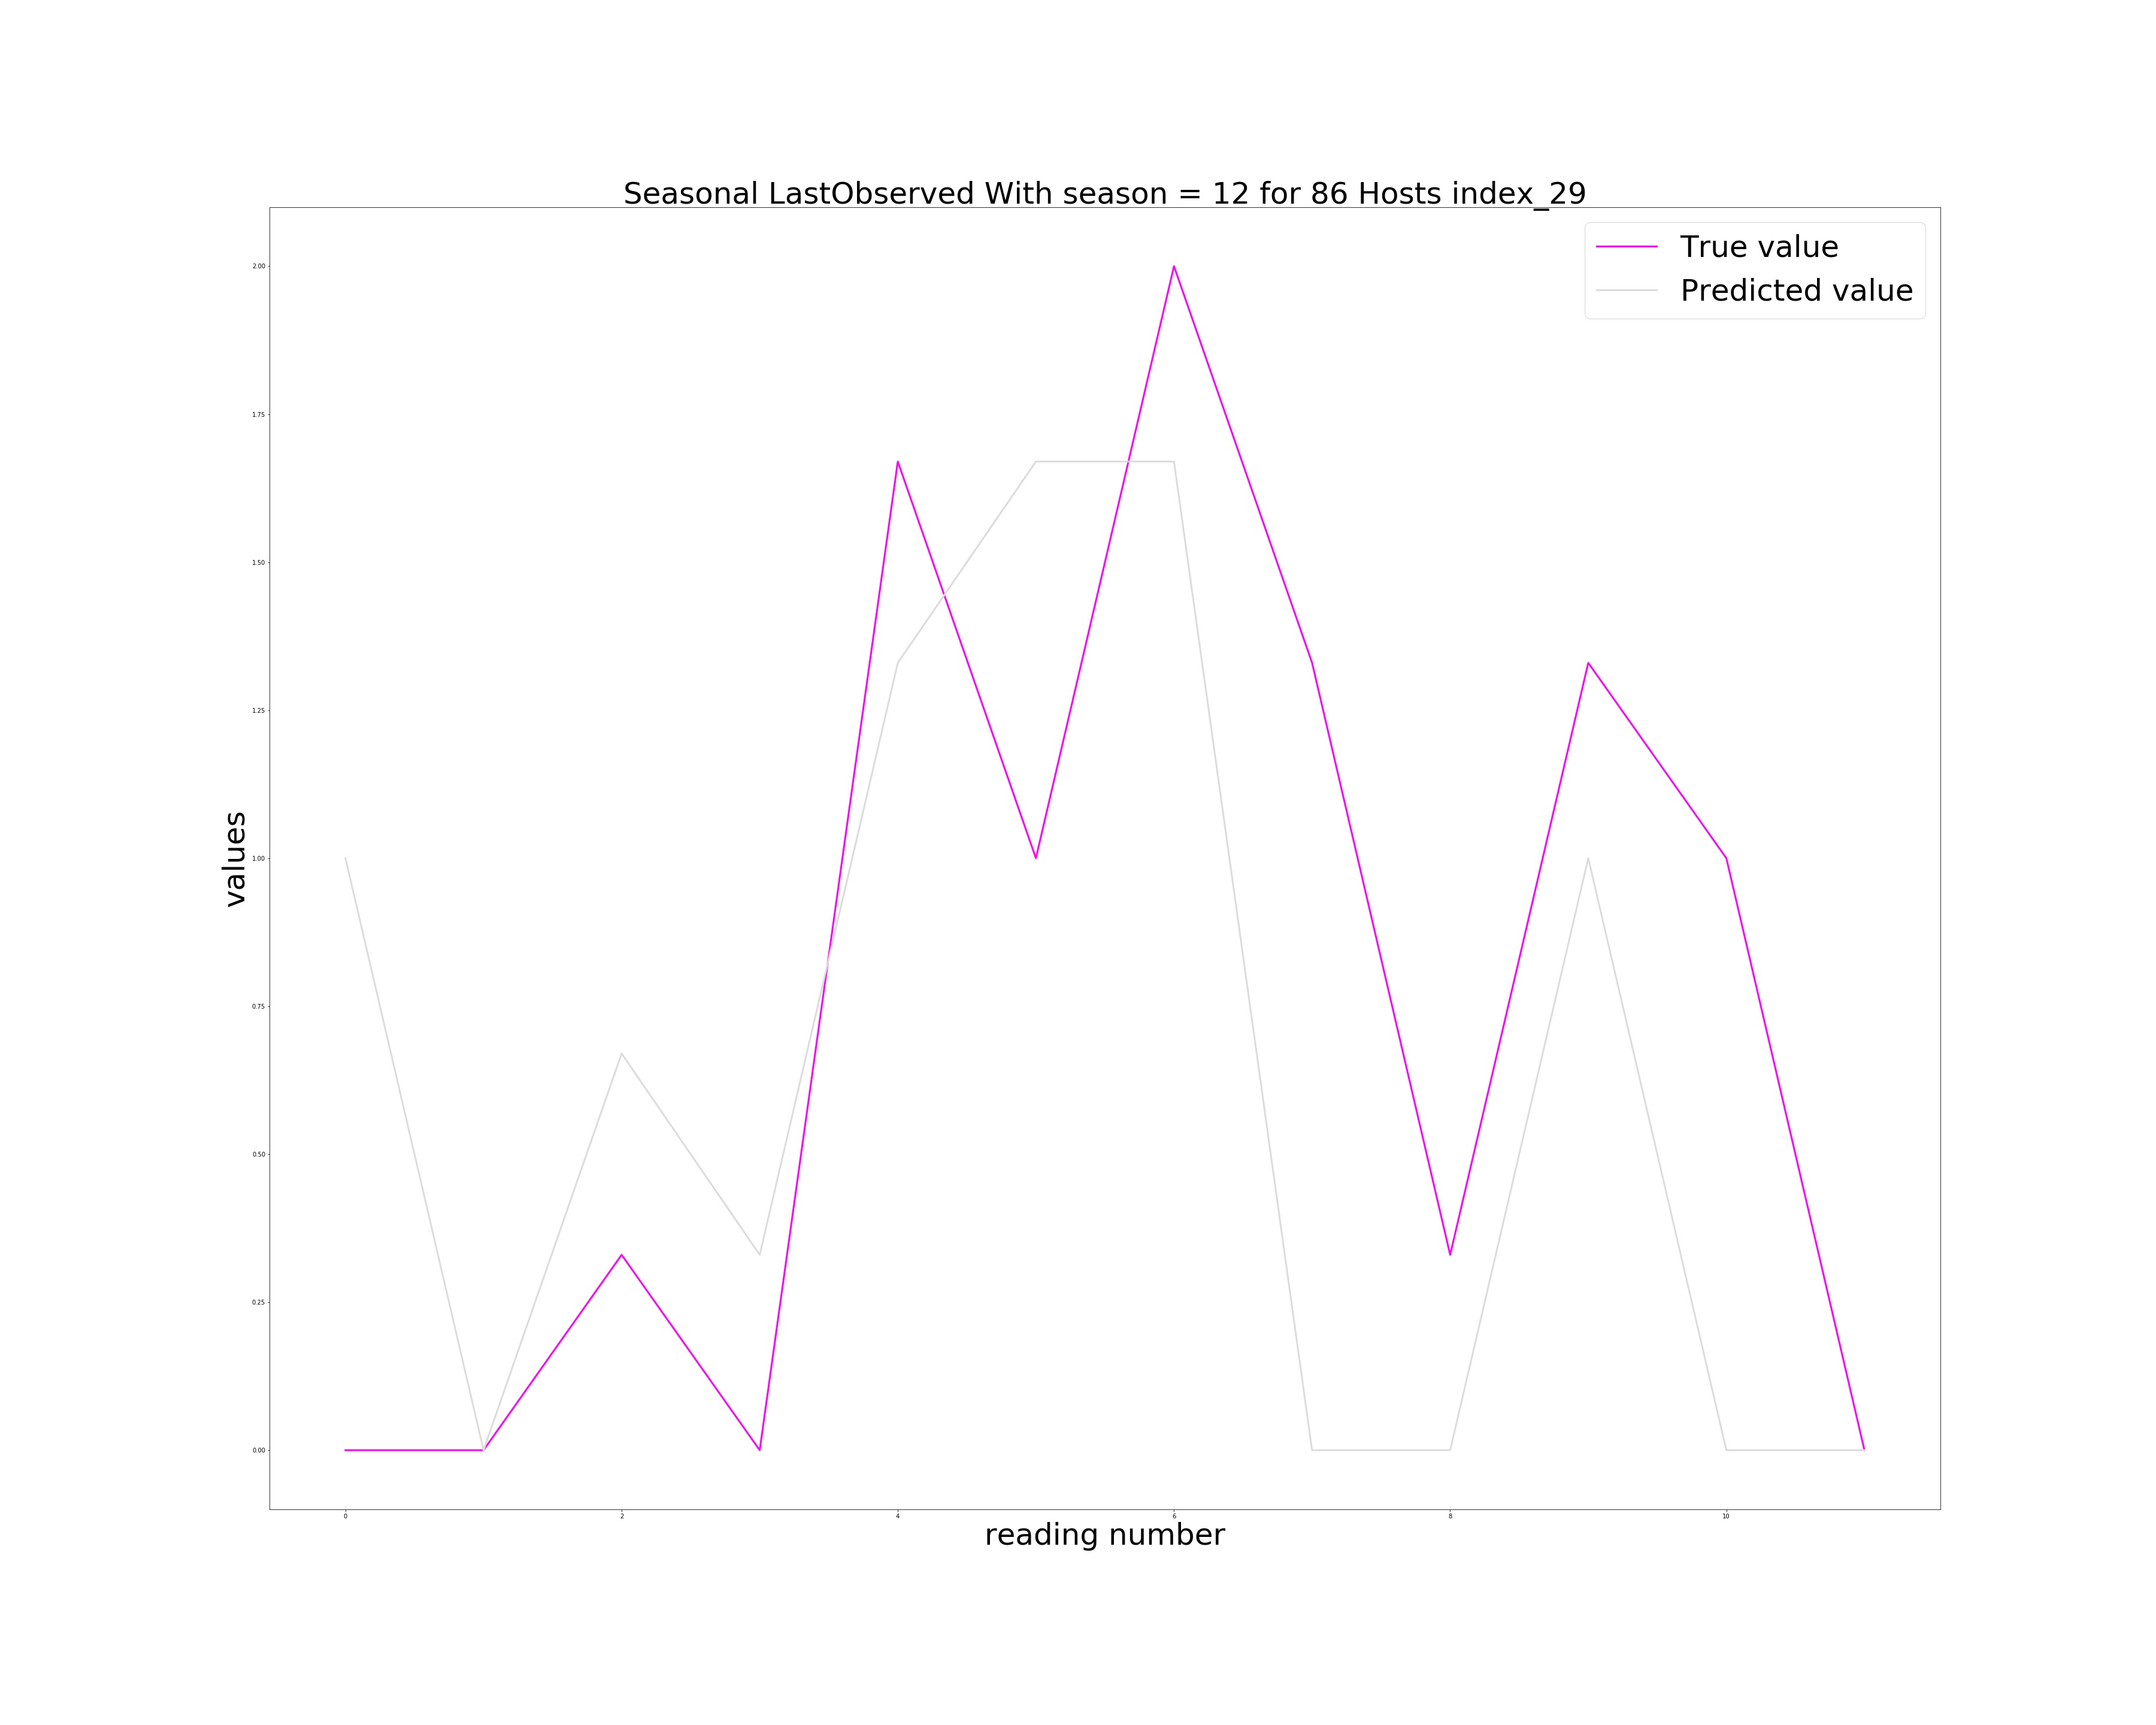 Seasonal LastObserved With season = 12 for 86 Hosts index_29
True value
Predicted value
2.00
1.75
1.50
1.25
1.00
0.75
0.50
0.25
0.00
values
0 2 4 6 8 10
reading number